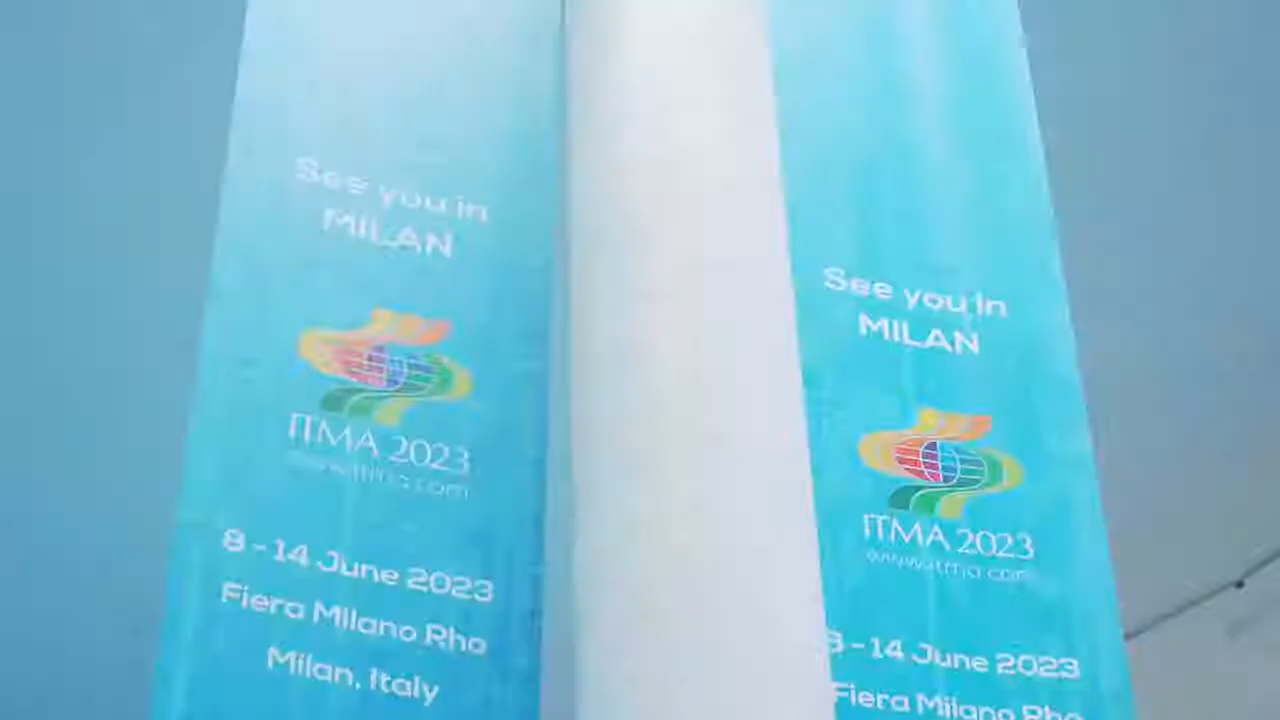 See you in
MILAN
ITMA 2023
www.itma.com
8 - 14 June 2023
Fiera Milano Rho
Milan, Italy
See you in
MILAN
ITMA 2023
www.itma.com
8 - 14 June 2023
Fiera Milano Rho